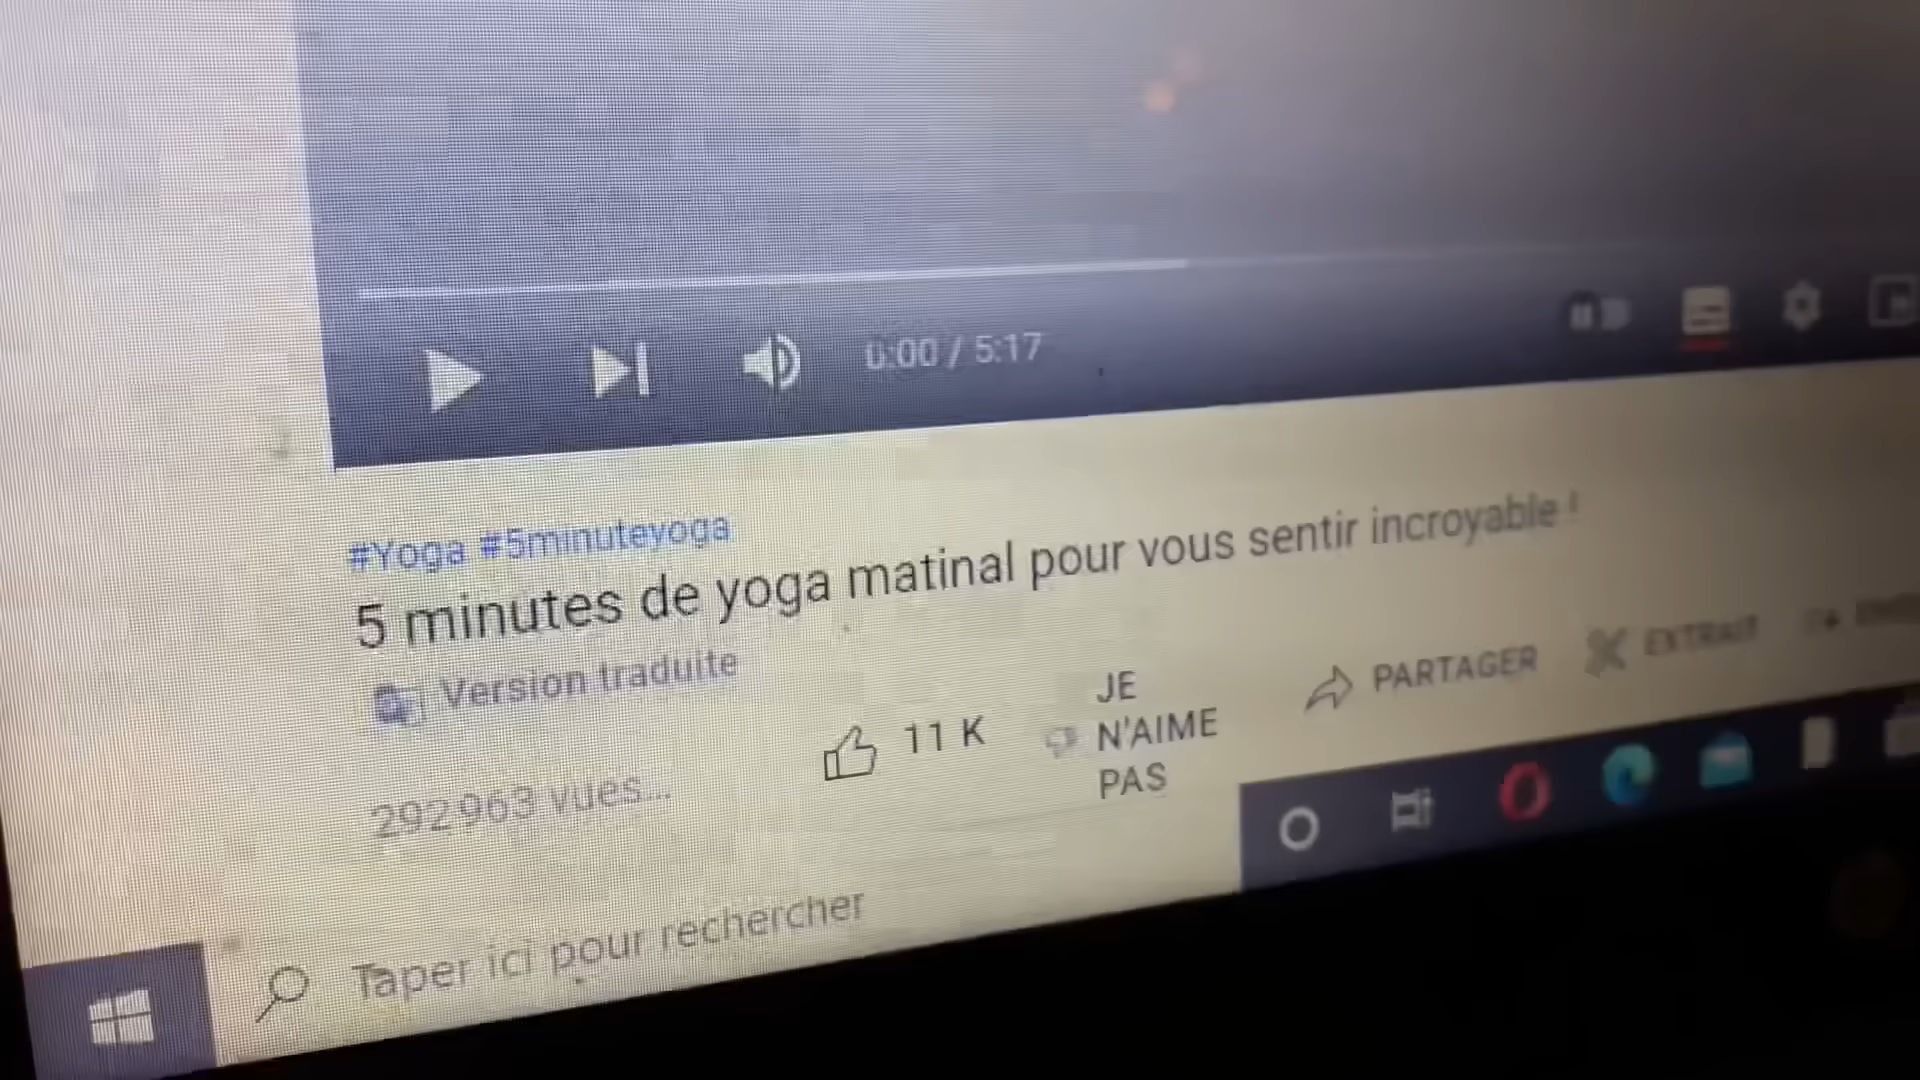 0:00 / 5:17
#Yoga #5minuteyoga
5 minutes de yoga matinal pour vous sentir incroyable !
Version traduite
292 963 vues...
11 K
JE
N'AIME
PAS
PARTAGER
EXTRAIT
Taper ici pour rechercher